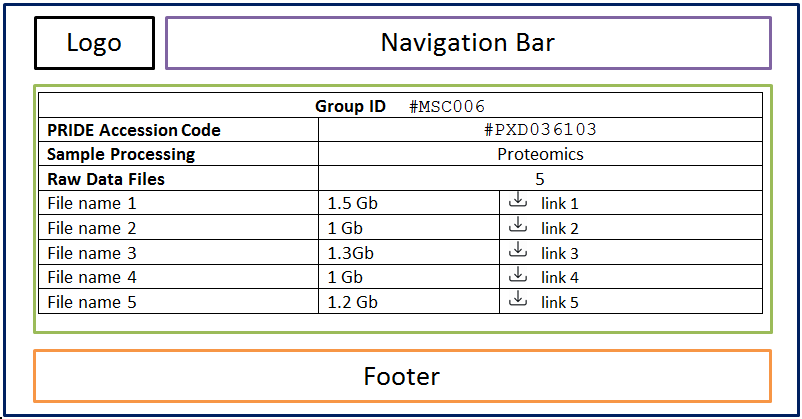 Logo Navigation Bar
Group ID #MSC006
PRIDE Accession Code #PXD036103
Sample Processing Proteomics
Raw Data Files 5
File name 1 1.5 Gb link 1
File name 2 1 Gb link 2
File name 3 1.3Gb link 3
File name 4 1 Gb link 4
File name 5 1.2 Gb link 5
Footer